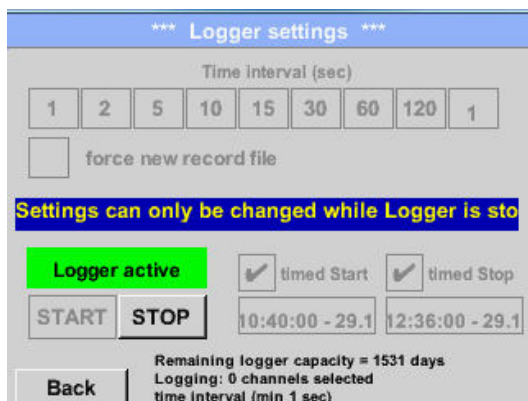 *** Logger settings ***
Time interval (sec)
1 2 5 10 15 30 60 120 1
force new record file
Settings can only be changed while Logger is sto
Logger active
timed Start timed Stop
START STOP 10:40:00 - 29.1 12:36:00 - 29.1
Remaining logger capacity = 1531 days
Logging: 0 channels selected
Back
time interval (min 1 sec)